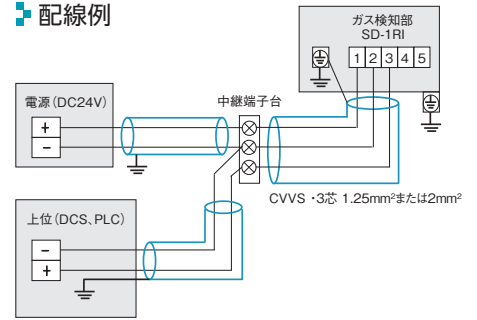 配線例
ガス検知部
SD-1RI
1 2 3 4 5
電源（DC24V）
+
−
中継端子台
CVVS ・3芯 1.25mm²または2mm²
上位（DCS、PLC）
−
+